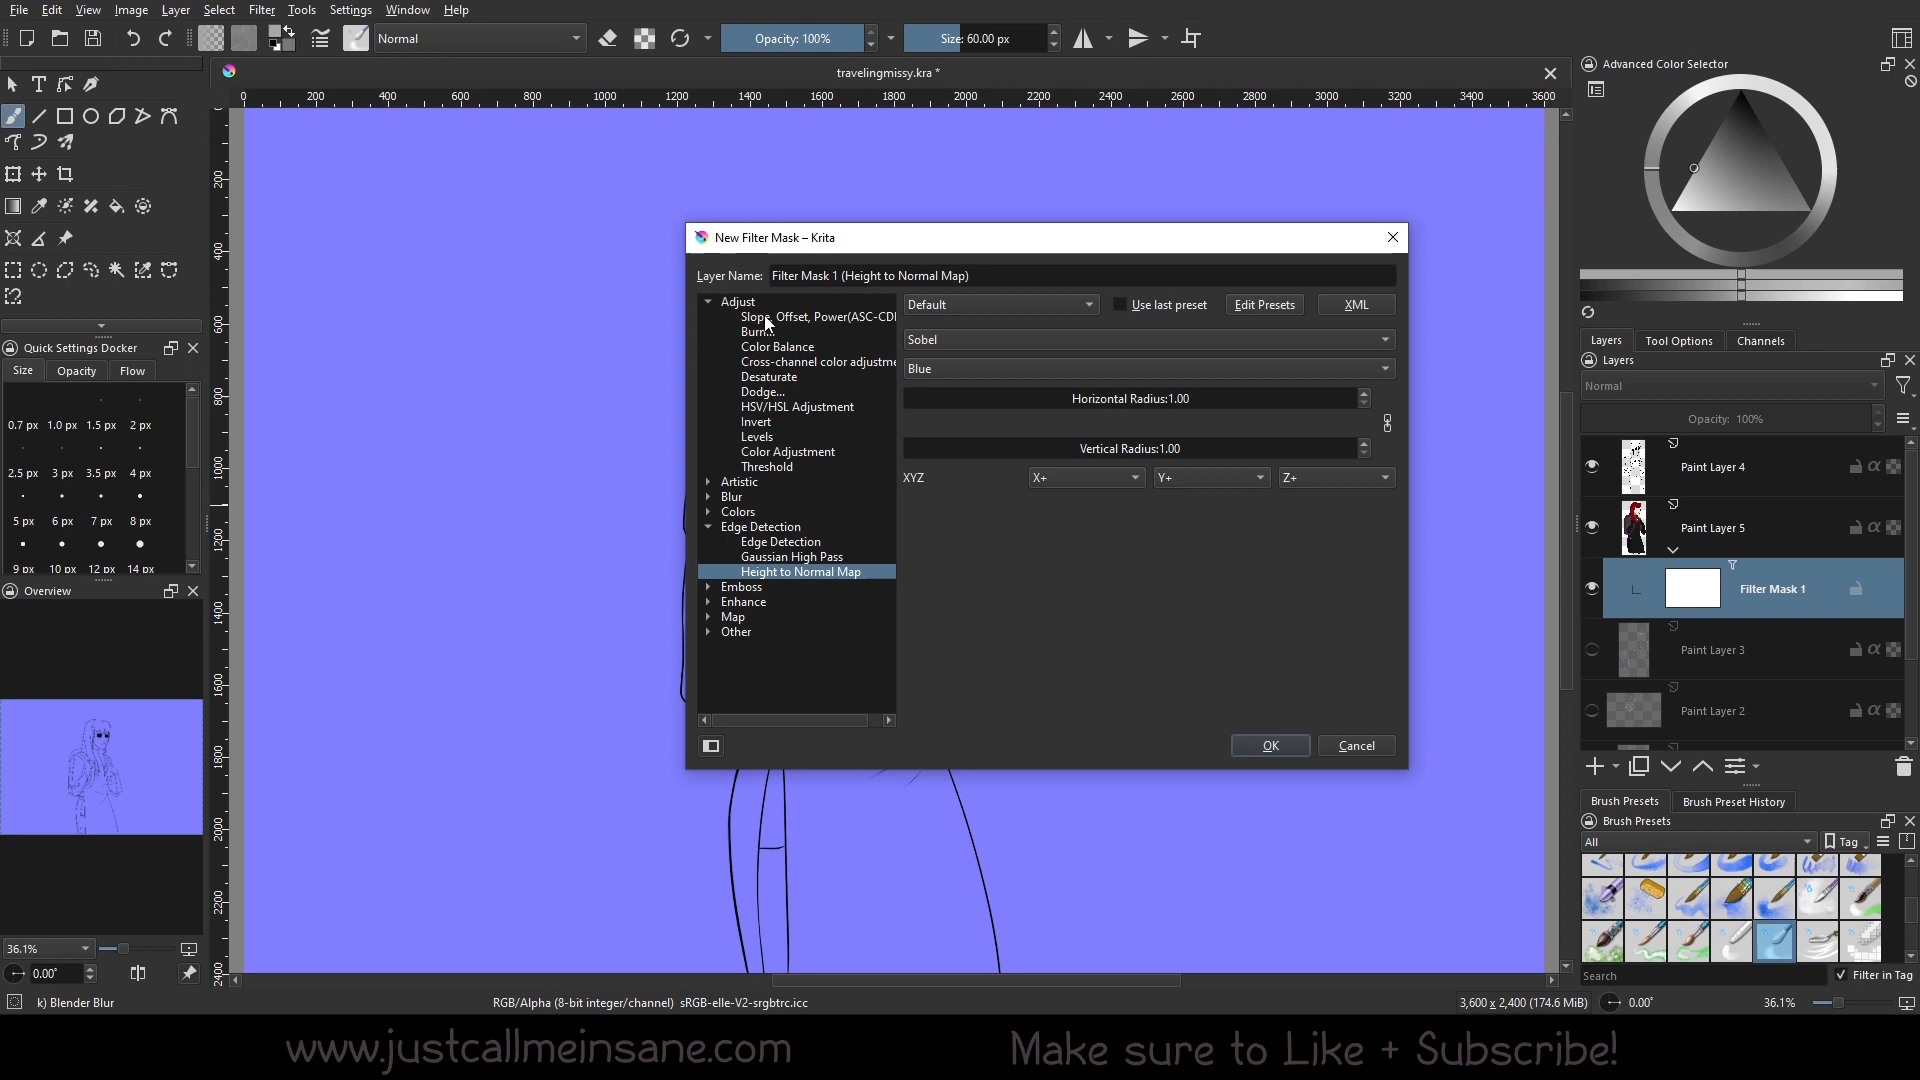 File Edit View Image Layer Select Filter Tools Settings Window Help
Normal
Opacity: 100%
Size: 60.00 px
travelingmissy.kra *
Advanced Color Selector
0 200 400 600 800 1000 1200 1400 1600 1800 2000 2200 2400 2600 2800 3000 3200 3400 3600
200
400
600
800
1000
1200
1400
1600
1800
2000
2200
2400
Quick Settings Docker
Size Opacity Flow
0.7 px 1.0 px 1.5 px 2 px
2.5 px 3 px 3.5 px 4 px
5 px 6 px 7 px 8 px
9 px 10 px 12 px 14 px
Overview
36.1%
0.00°
k) Blender Blur
New Filter Mask – Krita
Layer Name: Filter Mask 1 (Height to Normal Map)
Adjust
Slope, Offset, Power(ASC-CDL
Burn...
Color Balance
Cross-channel color adjustme
Desaturate
Dodge...
HSV/HSL Adjustment
Invert
Levels
Color Adjustment
Threshold
Artistic
Blur
Colors
Edge Detection
Edge Detection
Gaussian High Pass
Height to Normal Map
Emboss
Enhance
Map
Other
Default
Use last preset
Edit Presets
XML
Sobel
Blue
Horizontal Radius:1.00
Vertical Radius:1.00
XYZ X+ Y+ Z+
OK
Cancel
Layers Tool Options Channels
Layers
Normal
Opacity: 100%
Paint Layer 4
Paint Layer 5
Filter Mask 1
Paint Layer 3
Paint Layer 2
Brush Presets Brush Preset History
Brush Presets
All
Tag
Search
Filter in Tag
RGB/Alpha (8-bit integer/channel) sRGB-elle-V2-srgbtrc.icc
3,600 x 2,400 (174.6 MiB)
0.00°
36.1%
www.justcallmeinsane.com
Make sure to Like + Subscribe!